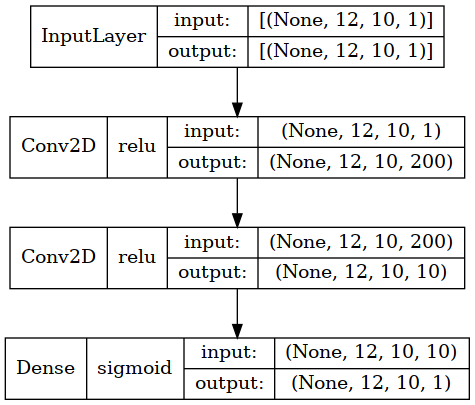 InputLayer input: [(None, 12, 10, 1)]
output: [(None, 12, 10, 1)]
Conv2D relu input: (None, 12, 10, 1)
output: (None, 12, 10, 200)
Conv2D relu input: (None, 12, 10, 200)
output: (None, 12, 10, 10)
Dense sigmoid input: (None, 12, 10, 10)
output: (None, 12, 10, 1)